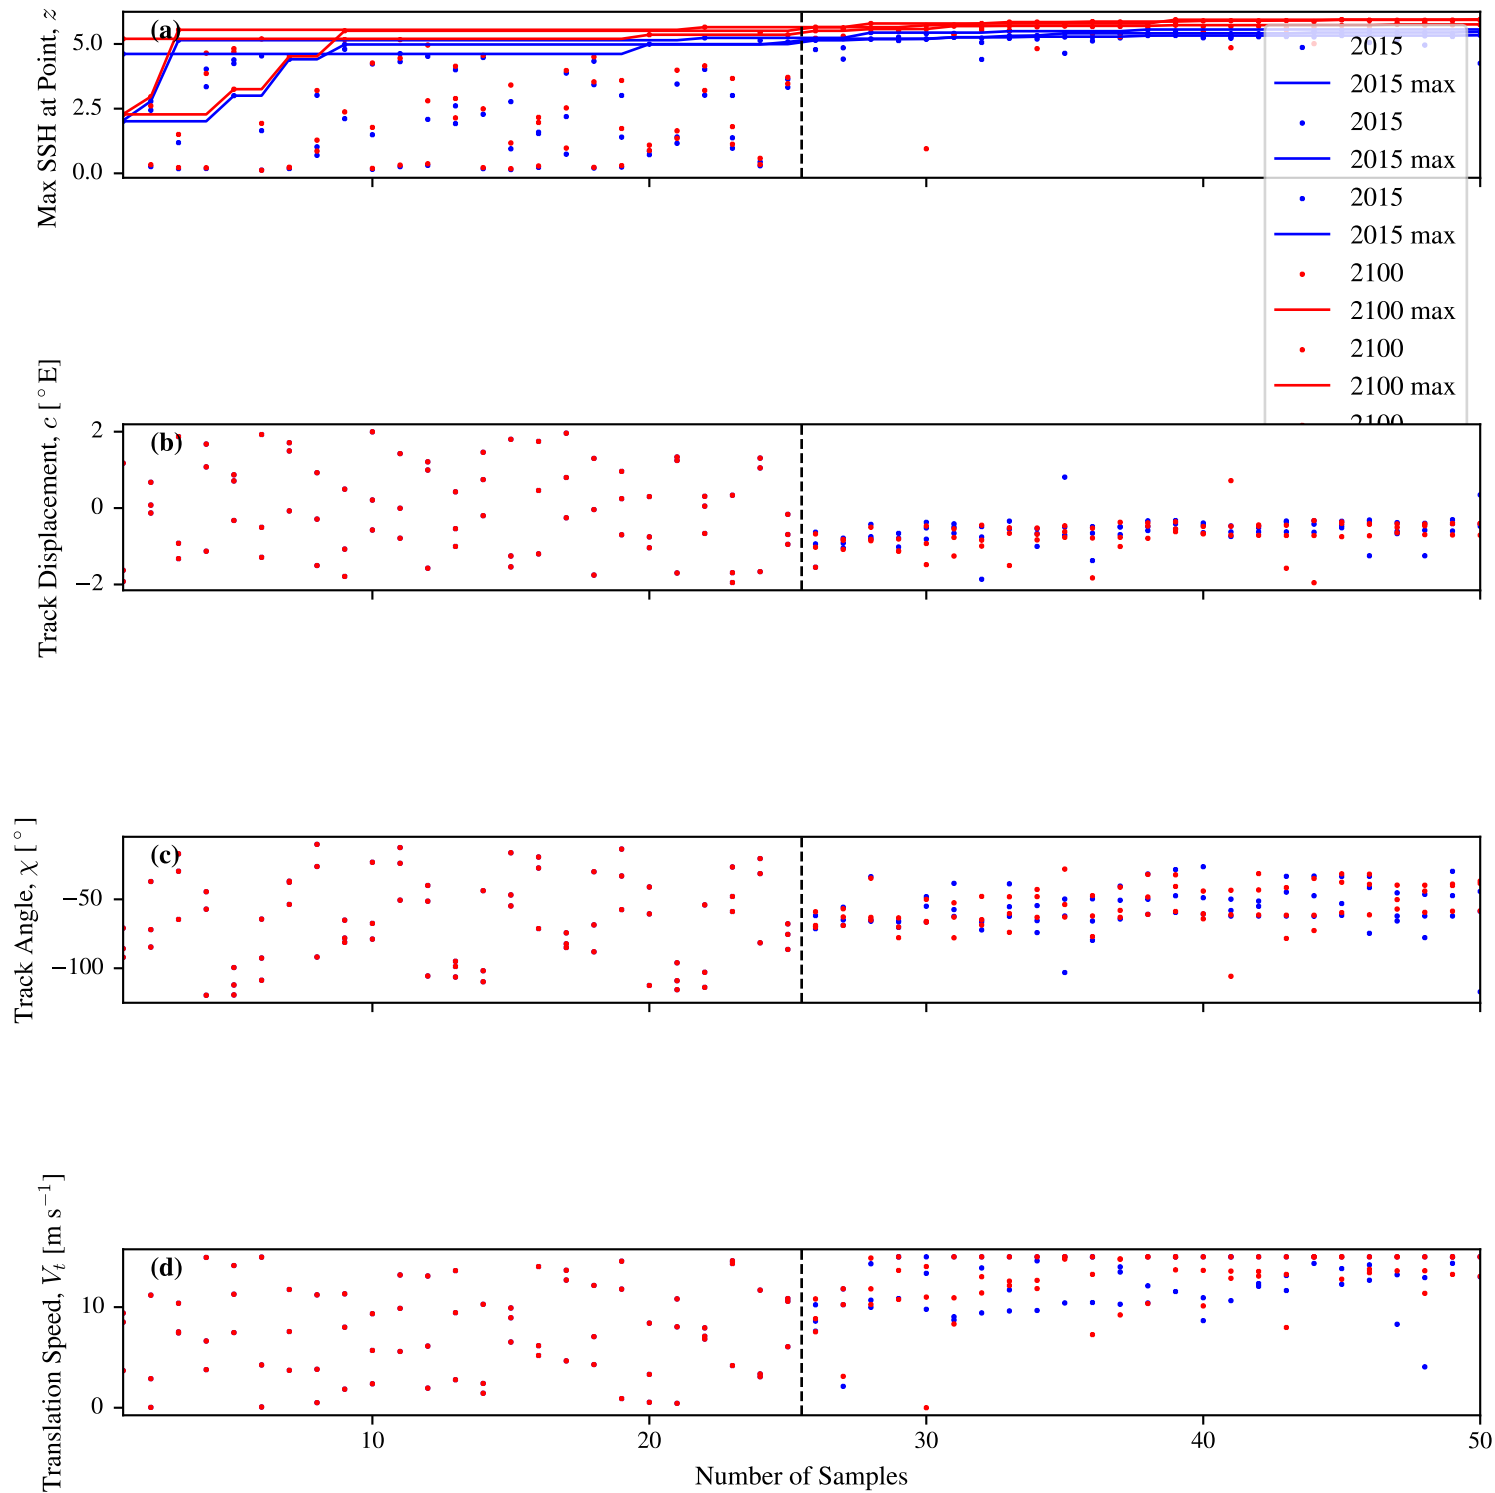 (a)
Max SSH at Point, z
5.0
2.5
0.0
2015
2015 max
2015
2015 max
2015
2015 max
2100
2100 max
2100
2100 max
2100
(b)
Track Displacement, c [°E]
2
0
−2
(c)
Track Angle, χ [°]
−50
−100
(d)
Translation Speed, Vₜ [m s⁻¹]
10
0
10
20
30
40
50
Number of Samples